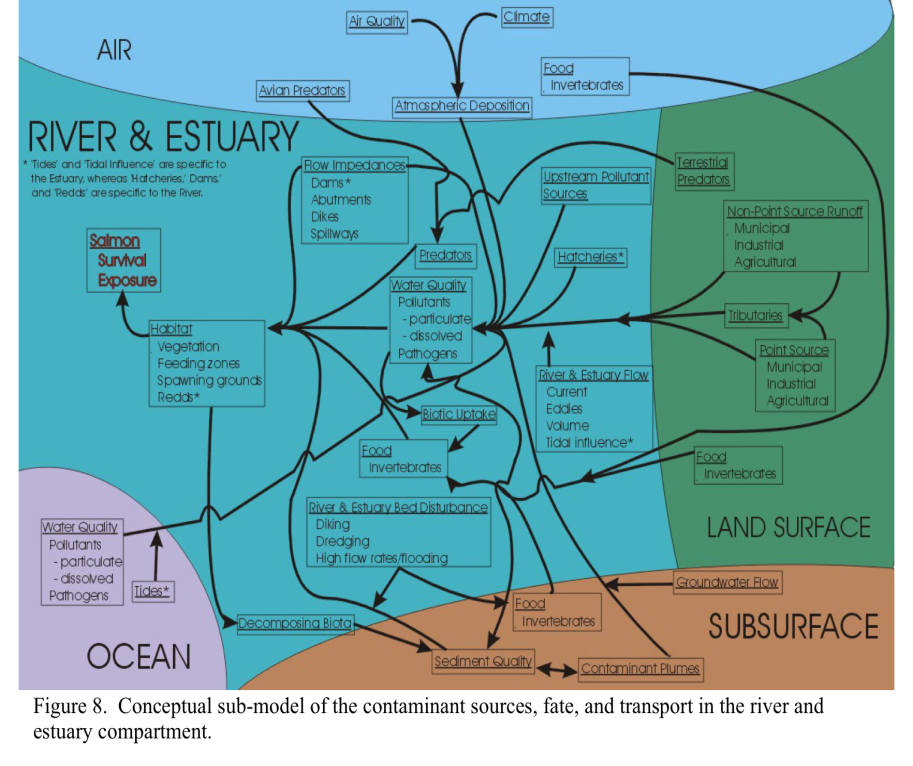 Air Quality
Climate
AIR
Food
Invertebrates
Avian Predators
Atmospheric Deposition
RIVER & ESTUARY
* 'Tides' and 'Tidal Influence' are specific to
the Estuary, whereas 'Hatcheries,' Dams,'
and 'Redds' are specific to the River.
Flow Impedances
Dams*
Abutments
Dikes
Spillways
Upstream Pollutant
Sources
Terrestrial
Predators
Non-Point Source Runoff
Municipal
Industrial
Agricultural
Salmon
Survival
Exposure
Predators
Hatcheries*
Water Quality
Pollutants
- particulate
- dissolved
Pathogens
Tributaries
Habitat
Vegetation
Feeding zones
Spawning grounds
Redds*
Point Source
Municipal
Industrial
Agricultural
River & Estuary Flow
Current
Eddies
Volume
Tidal influence*
Biotic Uptake
Food
Invertebrates
Food
Invertebrates
River & Estuary Bed Disturbance
Diking
Dredging
High flow rates/flooding
LAND SURFACE
Water Quality
Pollutants
- particulate
- dissolved
Pathogens
Tides*
Groundwater Flow
Food
Invertebrates
Decomposing Biota
SUBSURFACE
OCEAN
Sediment Quality
Contaminant Plumes
Figure 8. Conceptual sub-model of the contaminant sources, fate, and transport in the river and
estuary compartment.